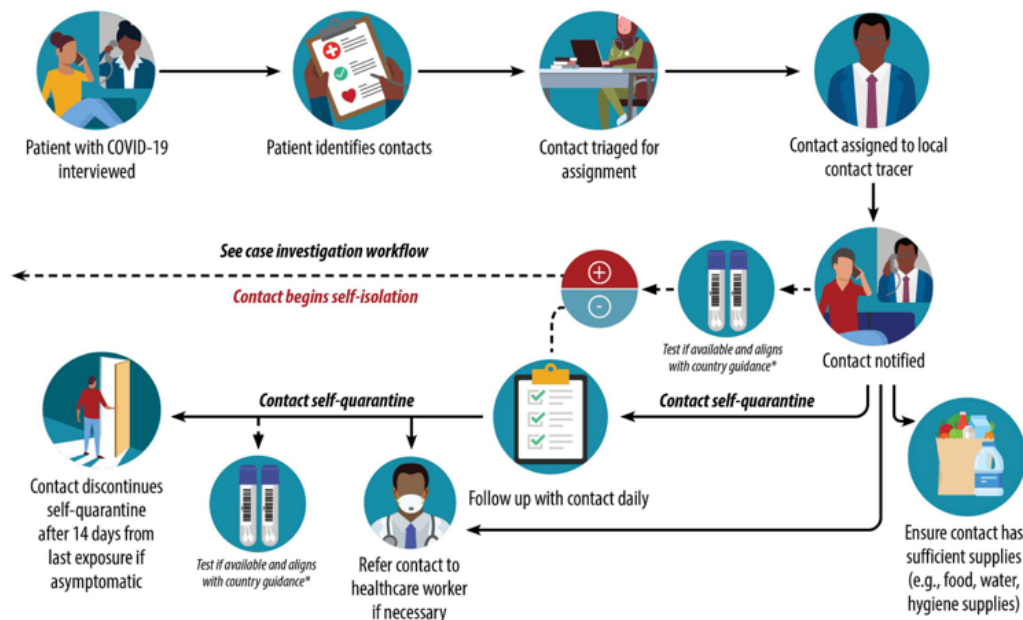 Patient with COVID-19
interviewed
Patient identifies contacts
Contact triaged for
assignment
Contact assigned to local
contact tracer
See case investigation workflow
Contact begins self-isolation
+
-
Test if available and aligns
with country guidance*
Contact notified
Contact self-quarantine
Contact self-quarantine
Follow up with contact daily
Contact discontinues
self-quarantine
after 14 days from
last exposure if
asymptomatic
Test if available and aligns
with country guidance*
Refer contact to
healthcare worker
if necessary
Ensure contact has
sufficient supplies
(e.g., food, water,
hygiene supplies)